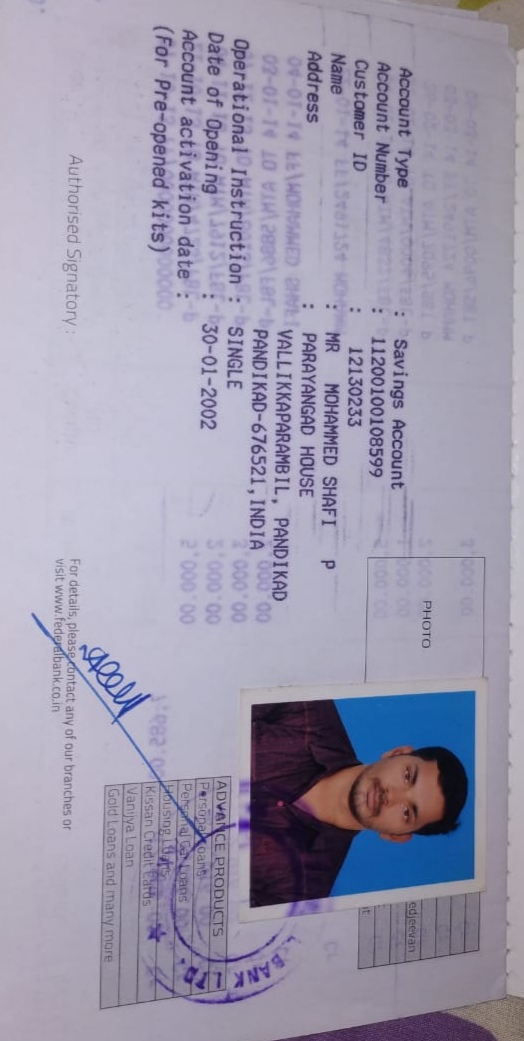 Account Type : Savings Account
Account Number : 11200100108599
Customer ID : 12130233
Name : MR MOHAMMED SHAFI P
Address : PARAYANGAD HOUSE
VALLIKKAPARAMBIL, PANDIKAD
PANDIKAD-676521, INDIA
Operational Instruction : SINGLE
Date of Opening : 30-01-2002
Account activation date :
(For Pre-opened kits)
Authorised Signatory :
For details, please contact any of our branches or
visit www.federalbank.co.in
PHOTO
edjeevan
ADVANCE PRODUCTS
Personal Loans
Personal Car Loans
Housing Loans
Kissan Credit Cards
Vanijya Loan
Gold Loans and many more
BANK LTD.